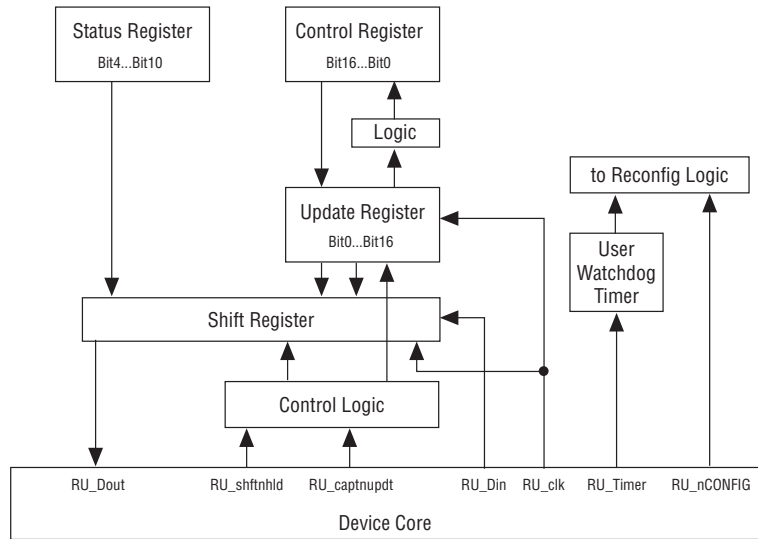 Status Register
Bit4...Bit10
Control Register
Bit16...Bit0
Logic
to Reconfig Logic
Update Register
Bit0...Bit16
User
Watchdog
Timer
Shift Register
Control Logic
RU_Dout
RU_shftnhld
RU_captnupdt
RU_Din
RU_clk
RU_Timer
RU_nCONFIG
Device Core